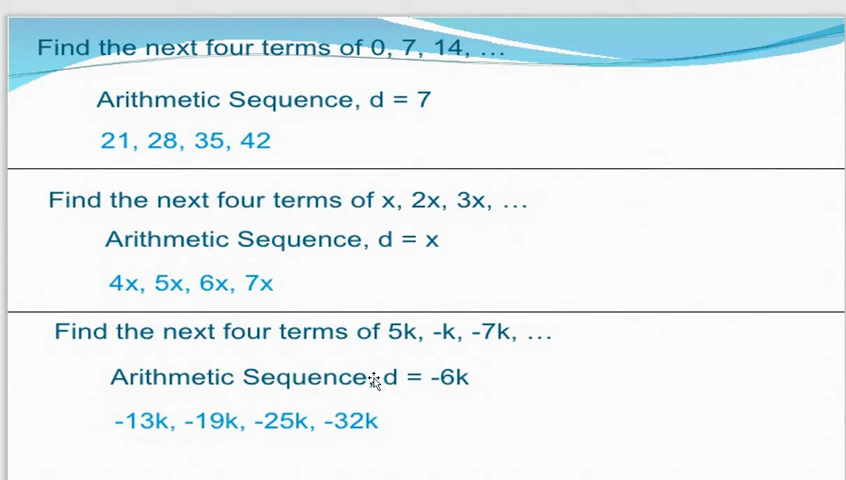 Find the next four terms of 0, 7, 14, …
Arithmetic Sequence, d = 7
21, 28, 35, 42
Find the next four terms of x, 2x, 3x, …
Arithmetic Sequence, d = x
4x, 5x, 6x, 7x
Find the next four terms of 5k, -k, -7k, …
Arithmetic Sequence, d = -6k
-13k, -19k, -25k, -32k